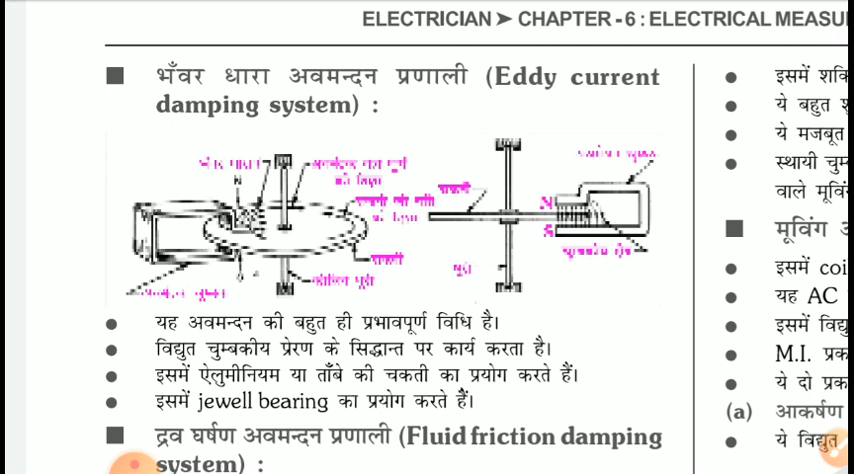 ELECTRICIAN ➤ CHAPTER - 6 : ELECTRICAL MEASU
■ भँवर धारा अवमन्दन प्रणाली (Eddy current
damping system) :
चकती
धुरी
● यह अवमन्दन की बहुत ही प्रभावपूर्ण विधि है।
● विद्युत चुम्बकीय प्रेरण के सिद्धान्त पर कार्य करता है।
● इसमें ऐलुमीनियम या ताँबे की चकती का प्रयोग करते हैं।
● इसमें jewell bearing का प्रयोग करते हैं।
■ द्रव घर्षण अवमन्दन प्रणाली (Fluid friction damping
system) :
● इसमें शक्ति
● ये बहुत
● ये मजबूत
● स्थायी चुम्
वाले मूविं
■ मूविंग
● इसमें coi
● यह AC
● इसमें विद्यु
● M.I. प्रक
● ये दो प्रक
(a) आकर्षण
● ये विद्युत